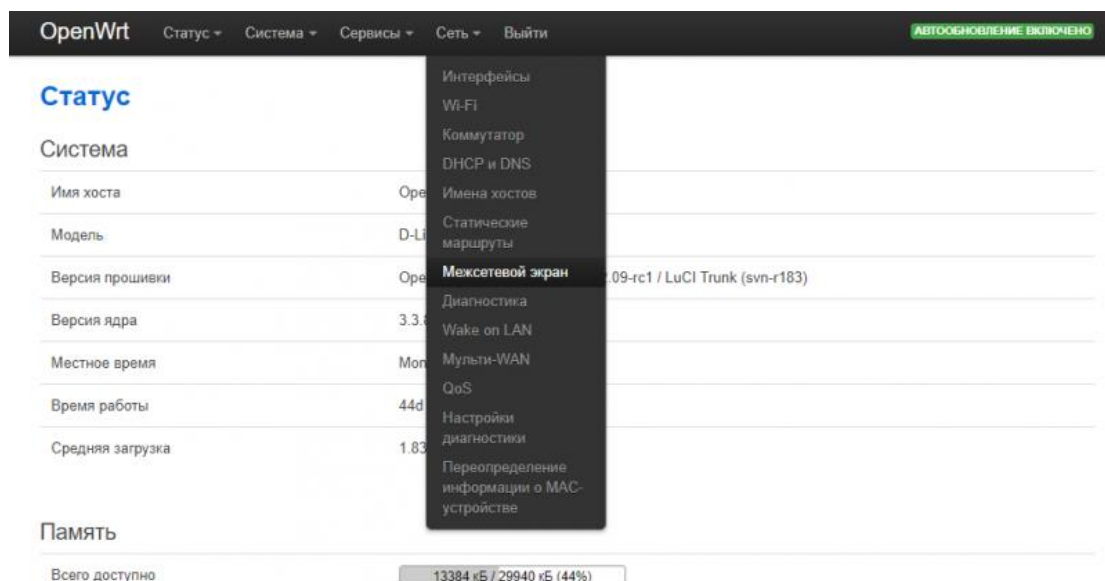 OpenWrt Статус Система Сервисы Сеть Выйти АВТООБНОВЛЕНИЕ ВКЛЮЧЕНО
Интерфейсы
Wi-Fi
Коммутатор
DHCP и DNS
Имена хостов
Статические
маршруты
Межсетевой экран
Диагностика
Wake on LAN
Мульти-WAN
QoS
Настройки
диагностики
Переопределение
информации о MAC-
устройстве
Статус
Система
Имя хоста Ope
Модель D-Li
Версия прошивки Ope .09-rc1 / LuCI Trunk (svn-r183)
Версия ядра 3.3.
Местное время Mon
Время работы 44d
Средняя загрузка 1.83
Память
Всего доступно 13384 кБ / 29940 кБ (44%)